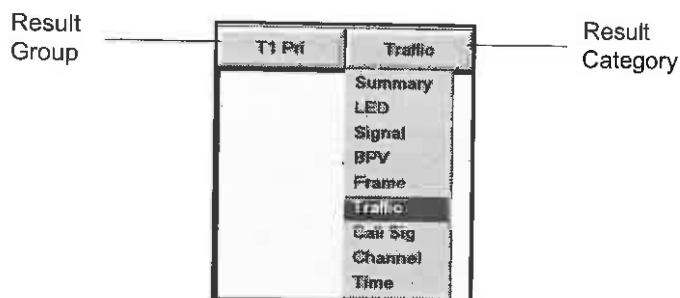 Result
Group
T1 Pri
Traffic
Result
Category
Summary
LED
Signal
BPV
Frame
Traffic
Call Sig
Channel
Time